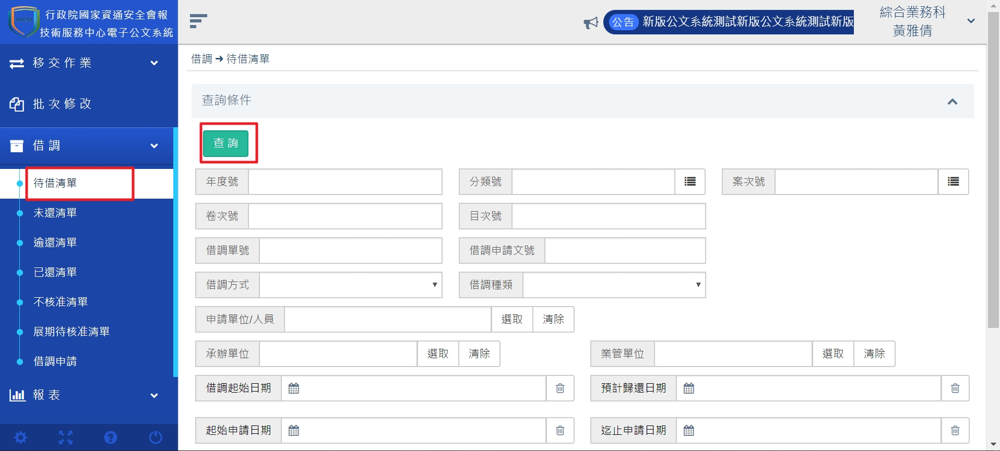 行政院國家資通安全會報
技術服務中心電子公文系統
公告 新版公文系統測試新版公文系統測試新版
綜合業務科
黃雅倩
移交作業
批次修改
借調
待借清單
未還清單
逾還清單
已還清單
不核准清單
展期待核准清單
借調申請
報表
借調 ➔ 待借清單
查詢條件
查詢
年度號 分類號 案次號
卷次號 目次號
借調單號 借調申請文號
借調方式 借調種類
申請單位/人員 選取 清除
承辦單位 選取 清除 業管單位 選取 清除
借調起始日期 預計歸還日期
起始申請日期 迄止申請日期